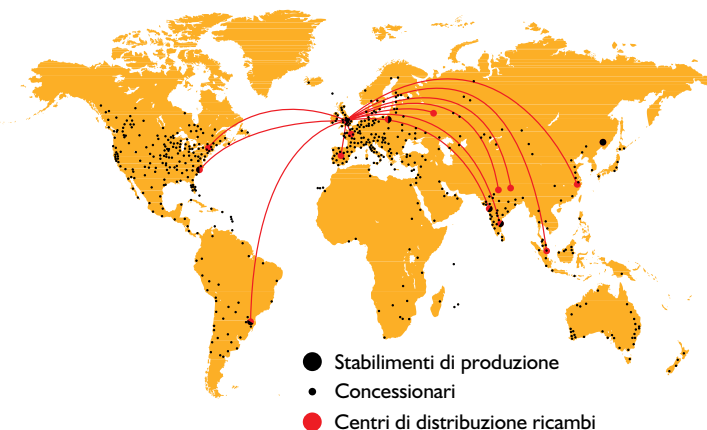 Stabilimenti di produzione
Concessionari
Centri di distribuzione ricambi